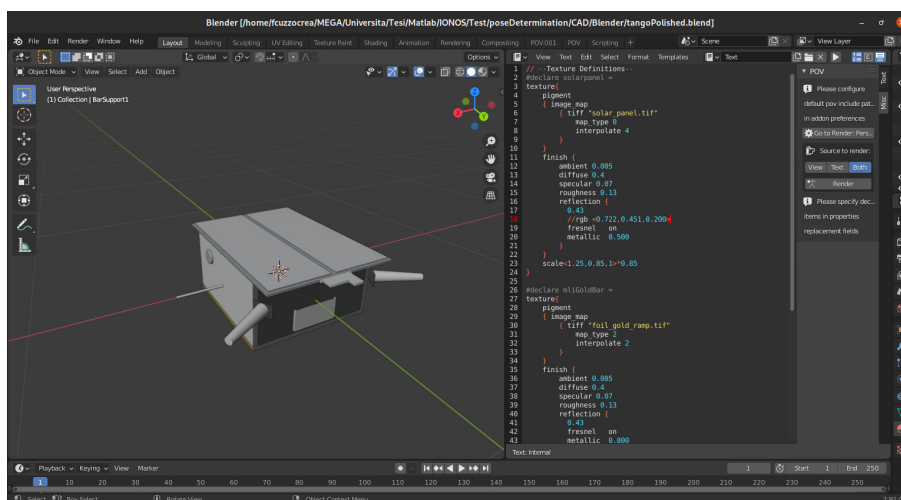 Blender [/home/fcuzzocrea/MEGA/Universita/Tesi/Matlab/IONOS/Test/poseDetermination/CAD/Blender/tangoPolished.blend]
File Edit Render Window Help Layout Modeling Sculpting UV Editing Texture Paint Shading Animation Rendering Compositing POV.001 POV Scripting + Scene View Layer
Global Options View Text Edit Select Format Templates Text
Object Mode View Select Add Object
User Perspective
(1) Collection | BarSupport1
X
Y
Z
1 // --Texture Definitions--
2 #declare solarpanel =
3 texture{
4 pigment
5 { image_map
6 { tiff "solar_panel.tif"
7 map_type 0
8 interpolate 4
9 }
10 }
11 finish {
12 ambient 0.005
13 diffuse 0.4
14 specular 0.07
15 roughness 0.13
16 reflection {
17 0.43
18 //rgb <0.722,0.451,0.200>
19 fresnel on
20 metallic 0.500
21 }
22 }
23 scale<1.25,0.85,1>*0.85
24 }
25
26 #declare mliGoldBar =
27 texture{
28 pigment
29 { image_map
30 { tiff "foil_gold_ramp.tif"
31 map_type 2
32 interpolate 2
33 }
34 }
35 finish {
36 ambient 0.005
37 diffuse 0.4
38 specular 0.07
39 roughness 0.13
40 reflection {
41 0.43
42 fresnel on
43 metallic 0.800
Text: Internal
POV
Please configure
default pov include pat...
in addon preferences
Go to Render: Pers...
Source to render:
View Text Both
Render
Please specify dec...
items in properties
replacement fields
Text
Misc
Playback Keying View Marker 1 Start 1 End 250
1 10 20 30 40 50 60 70 80 90 100 110 120 130 140 150 160 170 180 190 200 210 220 230 240 250
Select Box Select Rotate View Object Context Menu